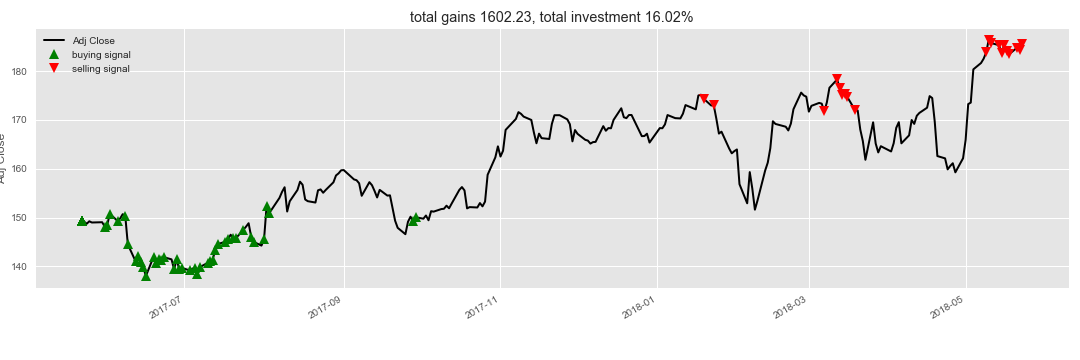 total gains 1602.23, total investment 16.02%
Adj Close
buying signal
selling signal
180
170
160
150
140
Adj Close
2017-07
2017-09
2017-11
2018-01
2018-03
2018-05